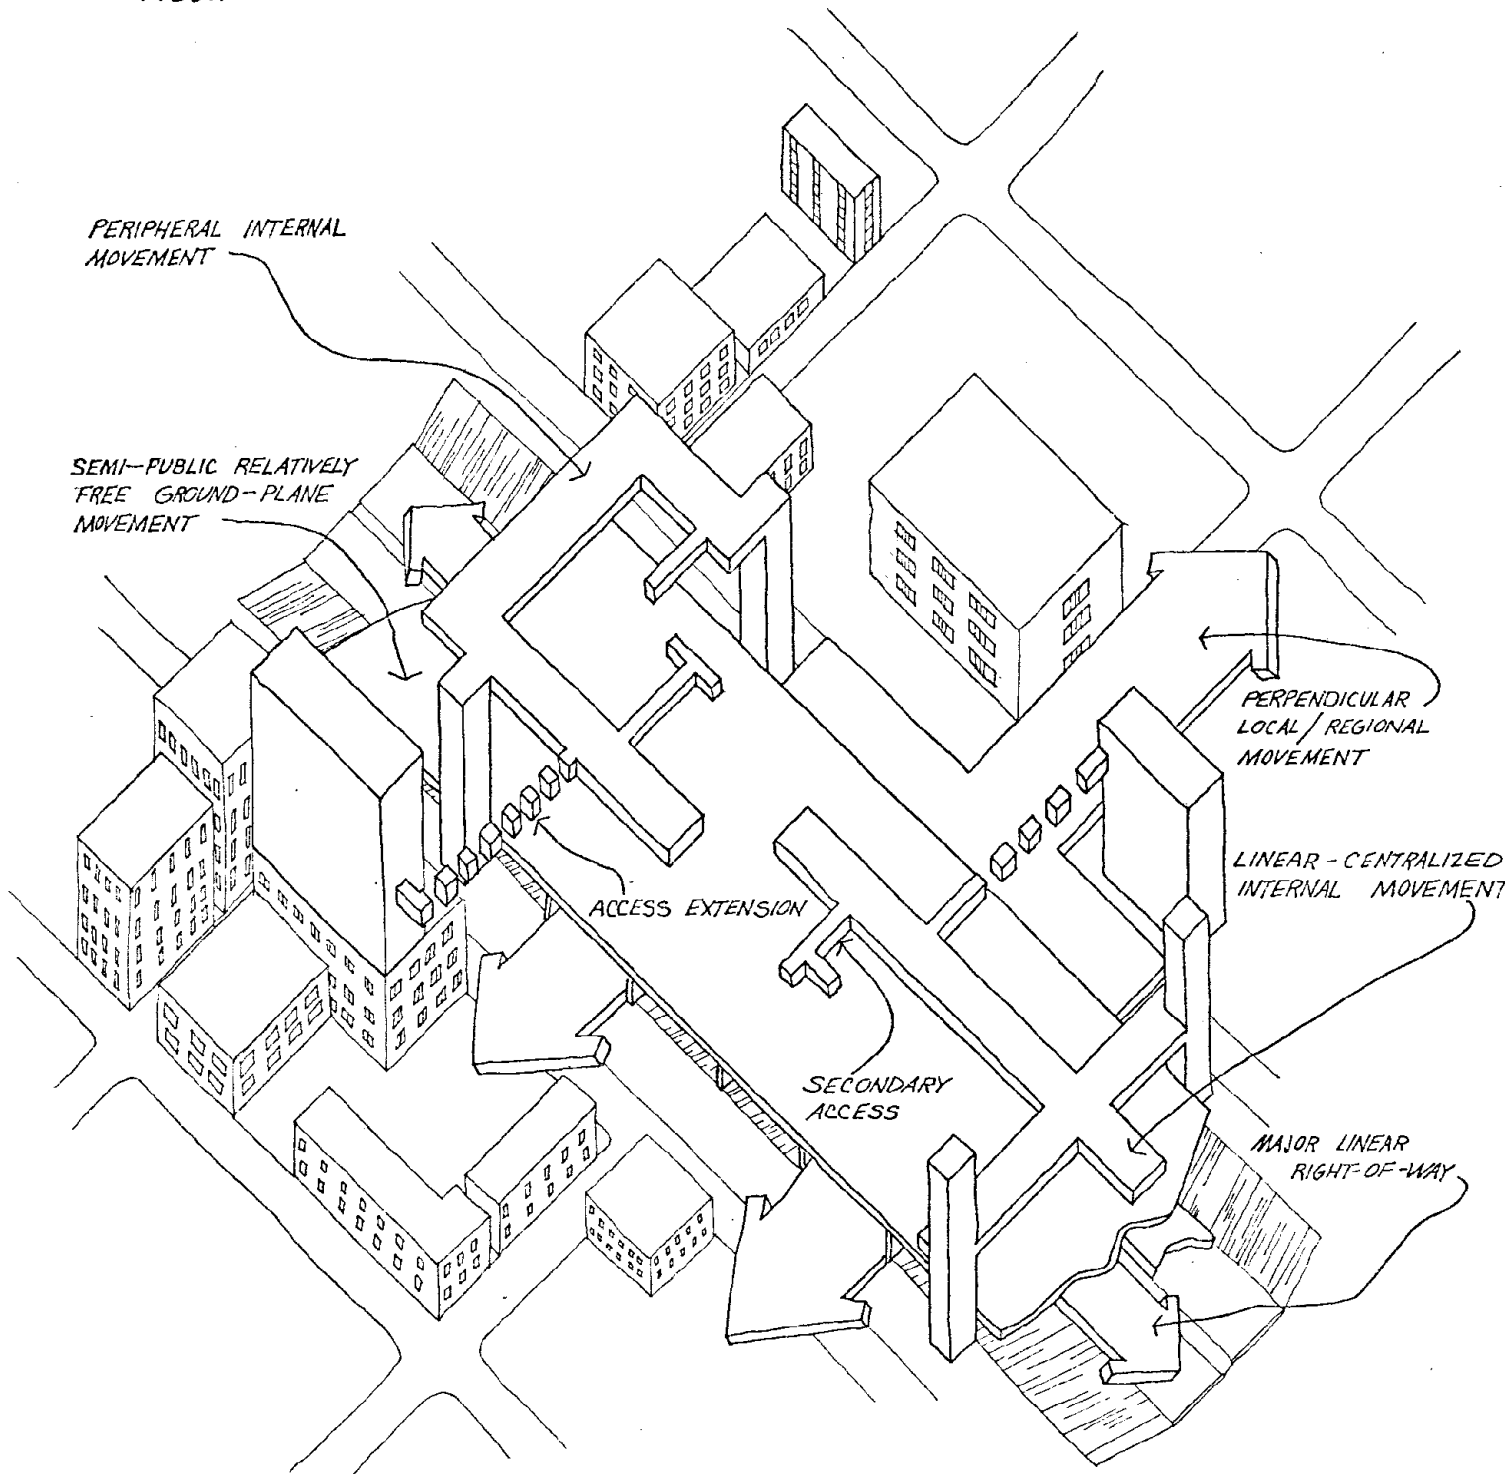 PERIPHERAL INTERNAL
MOVEMENT
SEMI-PUBLIC RELATIVELY
FREE GROUND-PLANE
MOVEMENT
PERPENDICULAR
LOCAL/REGIONAL
MOVEMENT
LINEAR-CENTRALIZED
INTERNAL MOVEMENT
ACCESS EXTENSION
SECONDARY
ACCESS
MAJOR LINEAR
RIGHT-OF-WAY